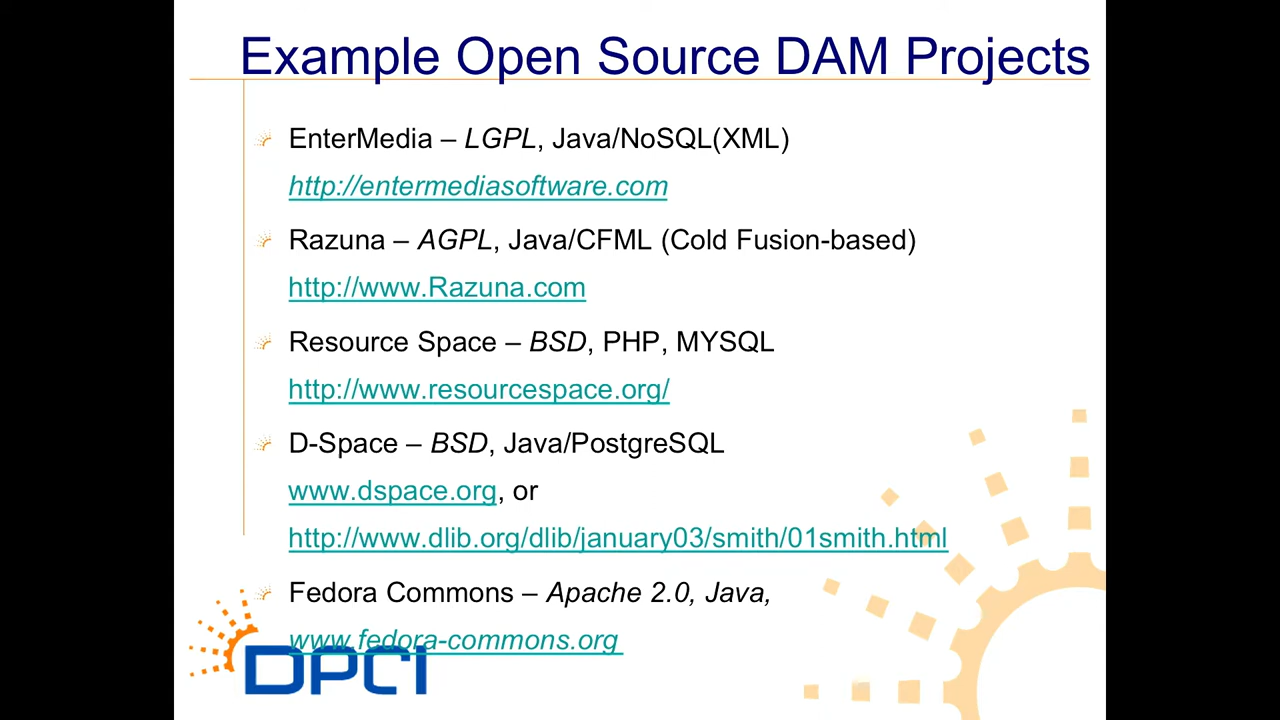 Example Open Source DAM Projects
EnterMedia – LGPL, Java/NoSQL(XML)
http://entermediasoftware.com
Razuna – AGPL, Java/CFML (Cold Fusion-based)
http://www.Razuna.com
Resource Space – BSD, PHP, MYSQL
http://www.resourcespace.org/
D-Space – BSD, Java/PostgreSQL
www.dspace.org, or
http://www.dlib.org/dlib/january03/smith/01smith.html
Fedora Commons – Apache 2.0, Java,
www.fedora-commons.org
DPCI